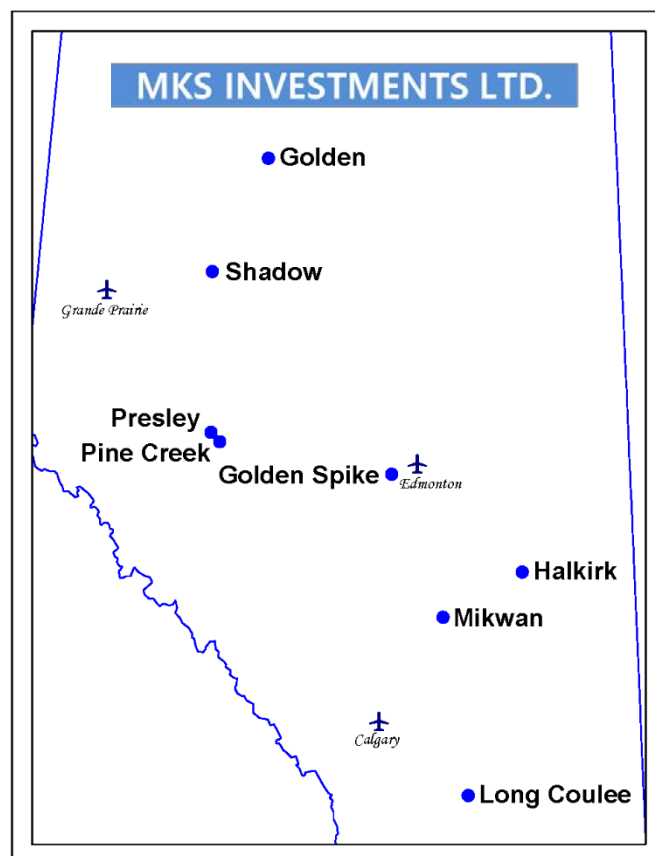 MKS INVESTMENTS LTD.
Golden
Shadow
Grande Prairie
Presley
Pine Creek
Golden Spike
Edmonton
Halkirk
Mikwan
Calgary
Long Coulee